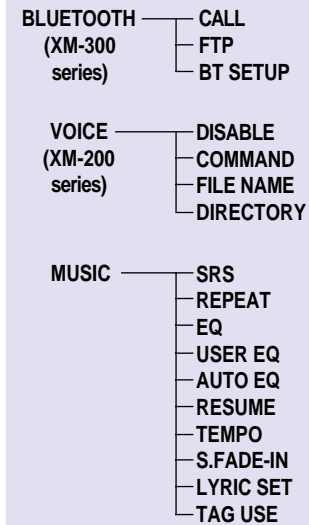 BLUETOOTH CALL
(XM-300 FTP
series) BT SETUP
VOICE DISABLE
(XM-200 COMMAND
series) FILE NAME
DIRECTORY
MUSIC SRS
REPEAT
EQ
USER EQ
AUTO EQ
RESUME
TEMPO
S.FADE-IN
LYRIC SET
TAG USE